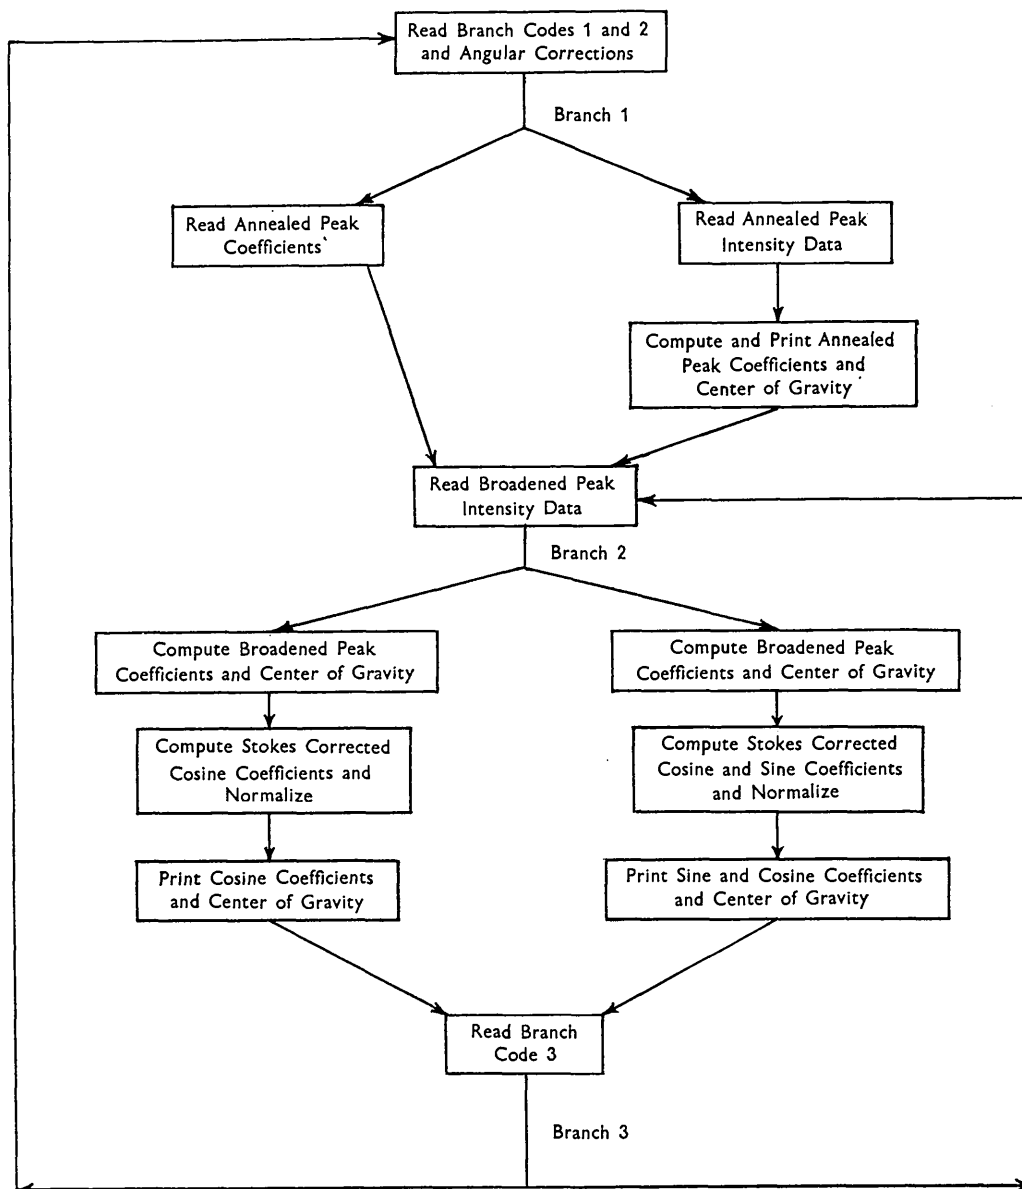 Read Branch Codes 1 and 2
and Angular Corrections
Branch 1
Read Annealed Peak
Coefficients
Read Annealed Peak
Intensity Data
Compute and Print Annealed
Peak Coefficients and
Center of Gravity
Read Broadened Peak
Intensity Data
Branch 2
Compute Broadened Peak
Coefficients and Center of Gravity
Compute Broadened Peak
Coefficients and Center of Gravity
Compute Stokes Corrected
Cosine Coefficients and
Normalize
Compute Stokes Corrected
Cosine and Sine Coefficients
and Normalize
Print Cosine Coefficients
and Center of Gravity
Print Sine and Cosine Coefficients
and Center of Gravity
Read Branch
Code 3
Branch 3